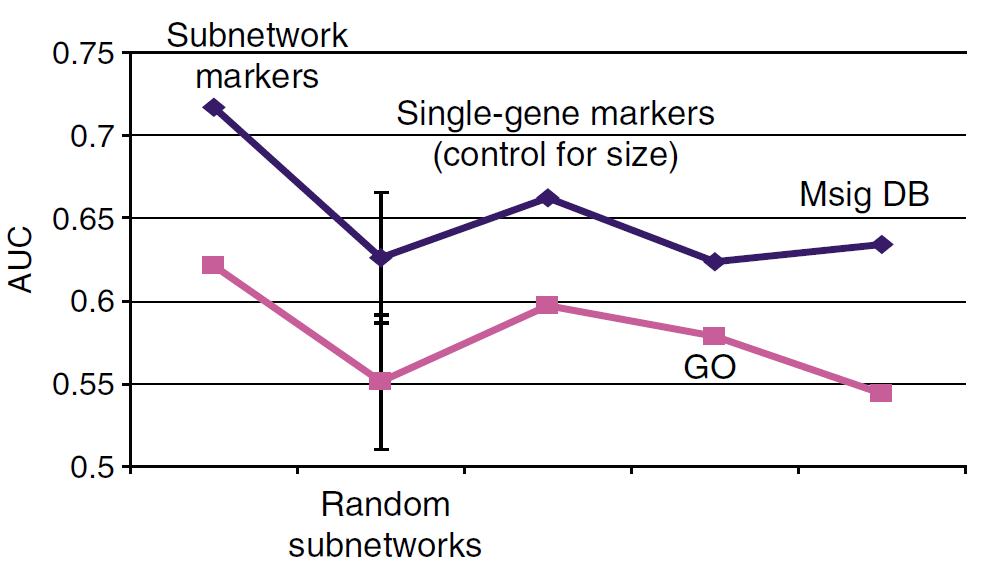 Subnetwork
markers
Single-gene markers
(control for size)
Msig DB
GO
Random
subnetworks
AUC
0.75
0.7
0.65
0.6
0.55
0.5